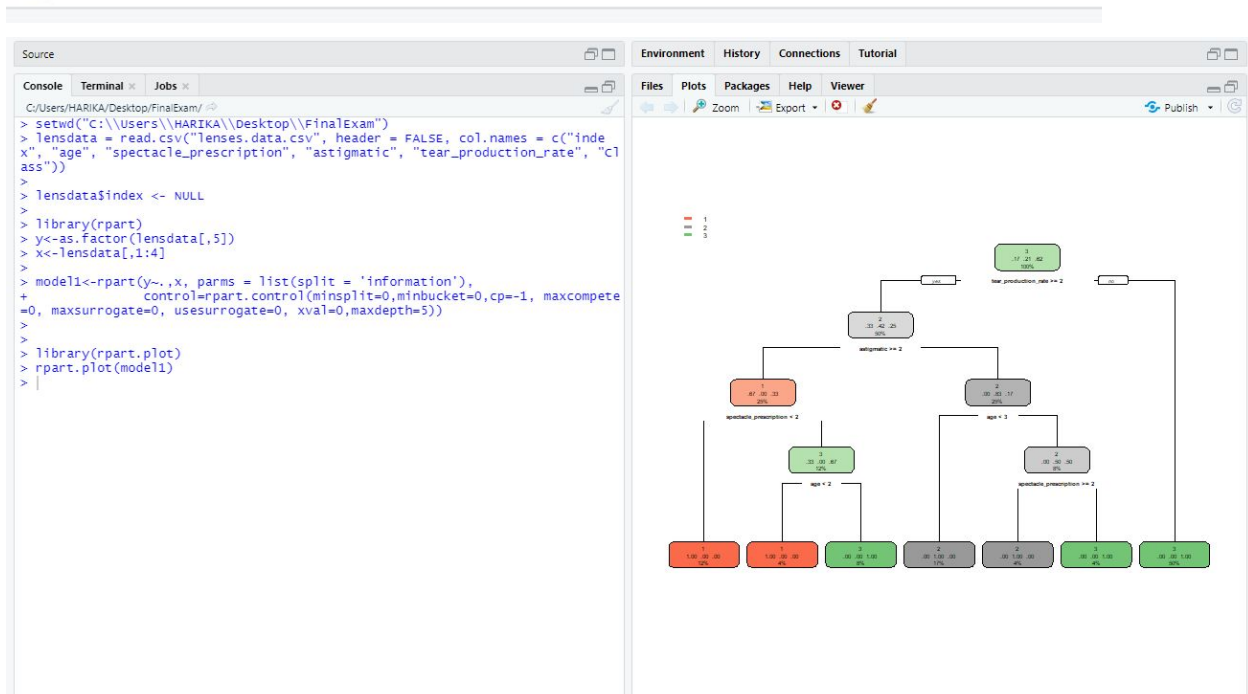 Source
Console Terminal × Jobs ×
C:/Users/HARIKA/Desktop/FinalExam/
> setwd("C:\\Users\\HARIKA\\Desktop\\FinalExam")
> lensdata = read.csv("lenses.data.csv", header = FALSE, col.names = c("inde
x", "age", "spectacle_prescription", "astigmatic", "tear_production_rate", "Cl
ass"))
>
> lensdata$index <- NULL
>
> library(rpart)
> y<-as.factor(lensdata[,5])
> x<-lensdata[,1:4]
>
> model1<-rpart(y~.,x, parms = list(split = 'information'),
+ control=rpart.control(minsplit=0,minbucket=0,cp=-1, maxcompete
=0, maxsurrogate=0, usesurrogate=0, xval=0,maxdepth=5))
>
>
> library(rpart.plot)
> rpart.plot(model1)
>
Environment History Connections Tutorial
Files Plots Packages Help Viewer
Zoom Export Publish
1
2
3
3
.17 .21 .62
100%
yes tear_production_rate >= 2 no
2
.33 .42 .25
50%
astigmatic >= 2
1
.67 .00 .33
25%
2
.00 .83 .17
25%
spectacle_prescription < 2
age < 3
3
.33 .00 .67
12%
2
.00 .50 .50
8%
age < 2
spectacle_prescription >= 2
1
1.00 .00 .00
12%
1
1.00 .00 .00
4%
3
.00 .00 1.00
8%
2
.00 1.00 .00
17%
2
.00 1.00 .00
4%
3
.00 .00 1.00
4%
3
.00 .00 1.00
50%